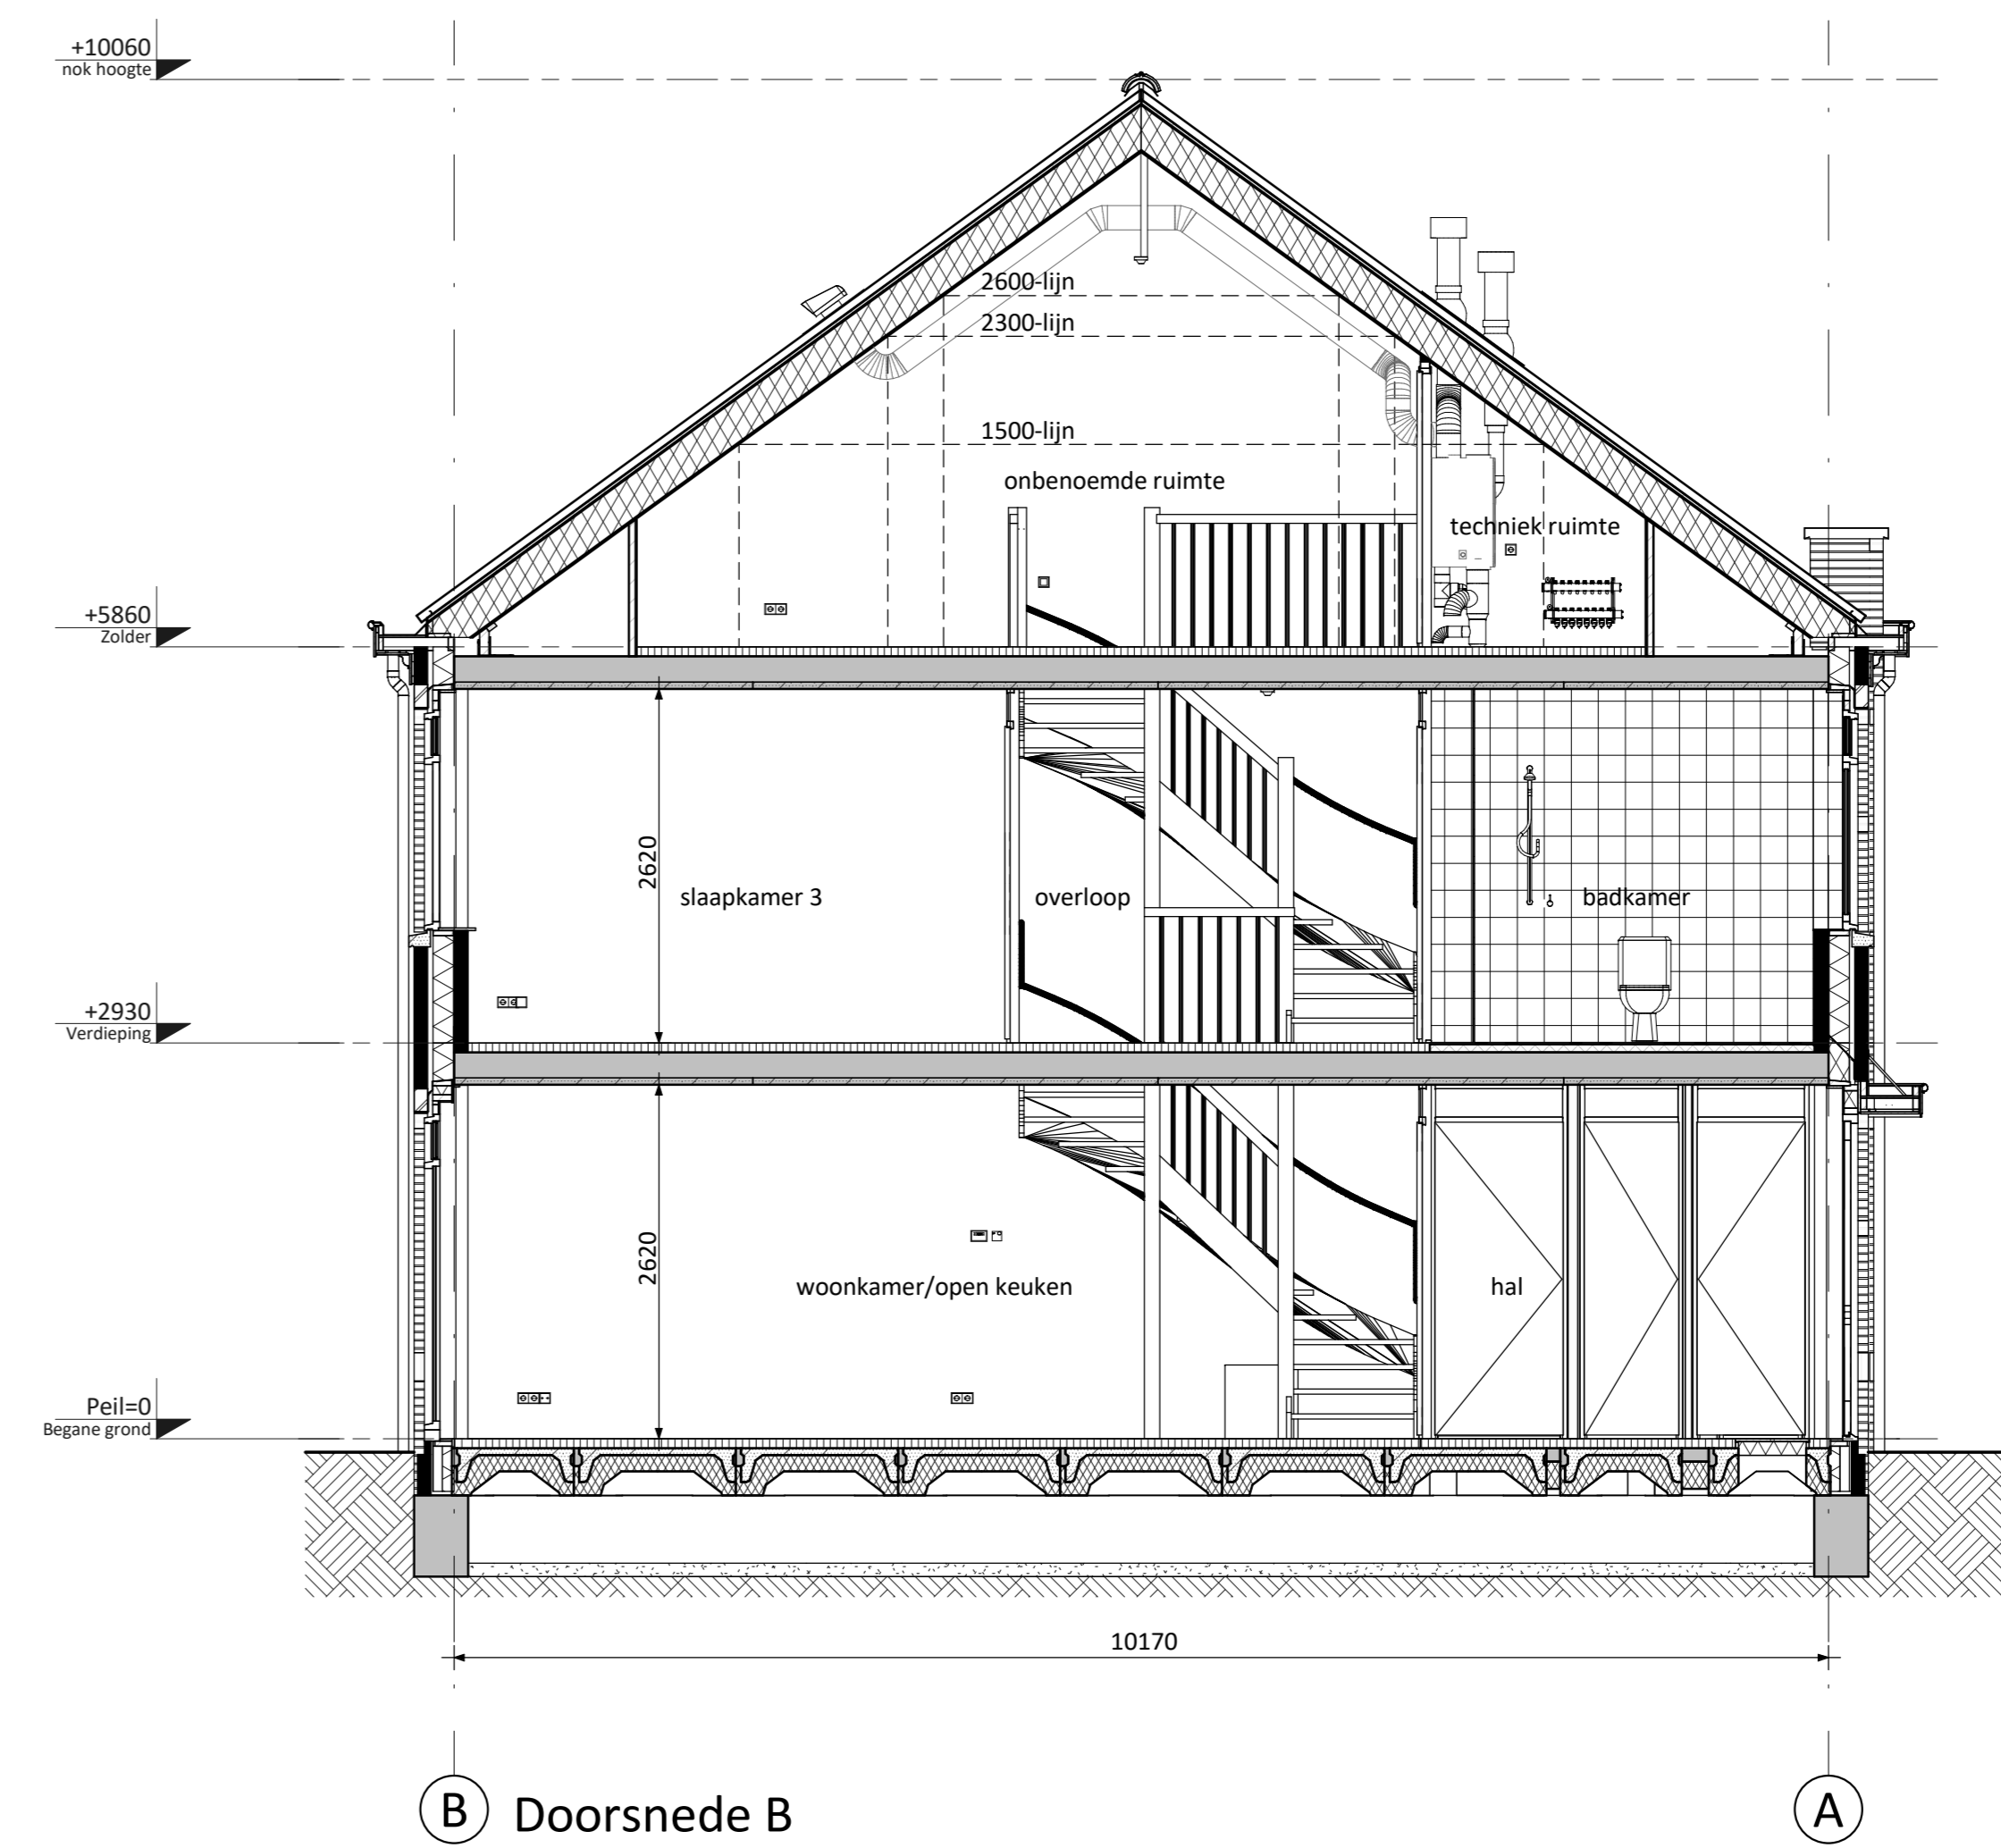 +10060
nok hoogte
2600-lijn
2300-lijn
1500-lijn
onbenoemde ruimte
techniek ruimte
+5860
Zolder
2620
slaapkamer 3
overloop
badkamer
+2930
Verdieping
2620
woonkamer/open keuken
hal
Peil=0
Begane grond
10170
B
Doorsnede B
A